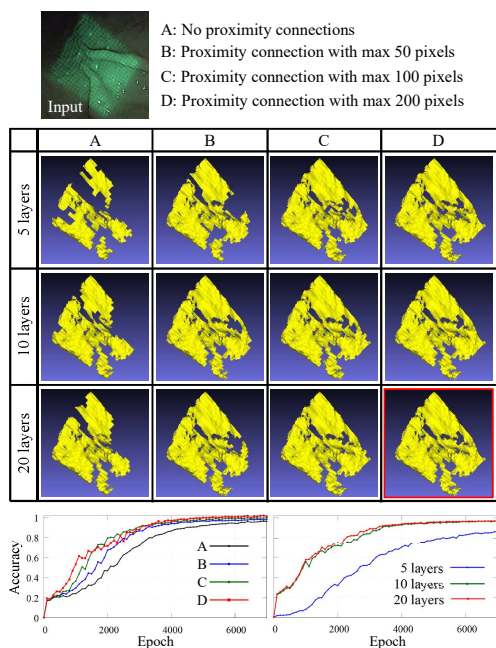 Input
A: No proximity connections
B: Proximity connection with max 50 pixels
C: Proximity connection with max 100 pixels
D: Proximity connection with max 200 pixels
A B C D
5 layers
10 layers
20 layers
1
0.8
0.6
0.4
0.2
0
Accuracy
A
B
C
D
0 2000 4000 6000
Epoch
5 layers
10 layers
20 layers
0 2000 4000 6000
Epoch